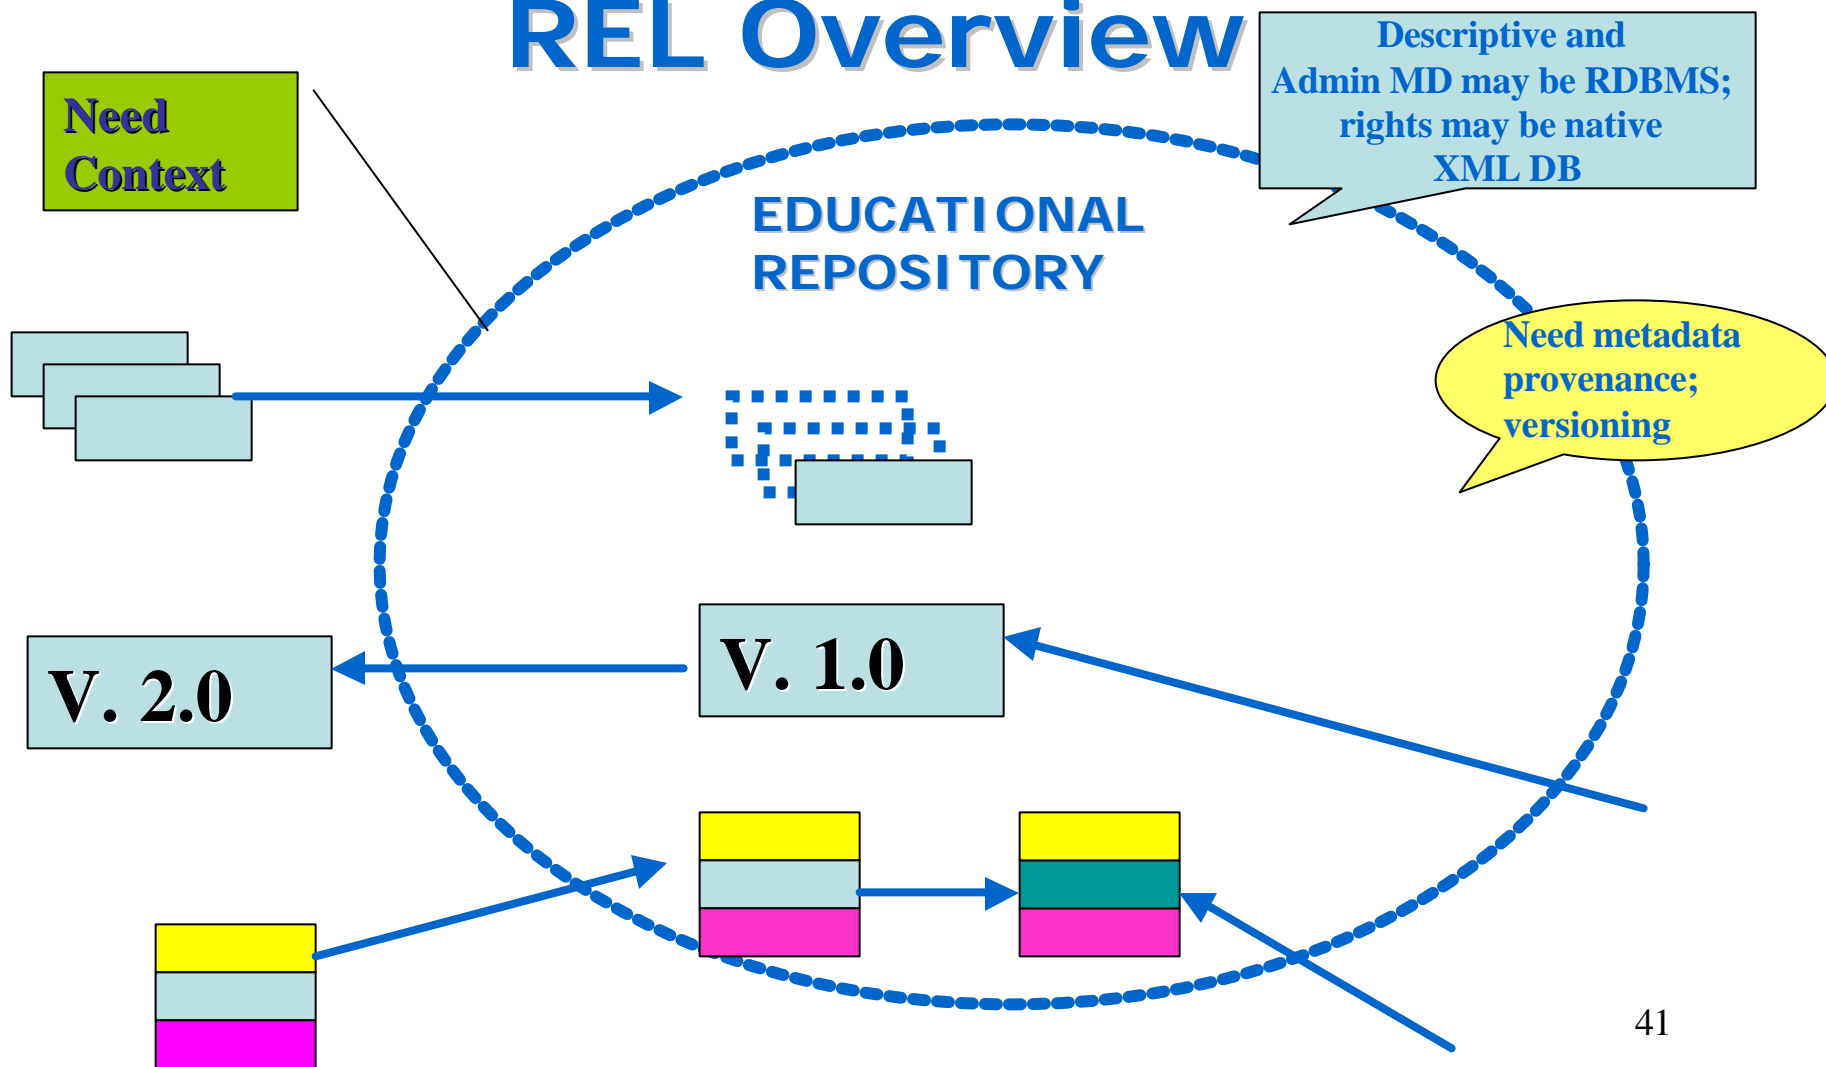 REL Overview
Descriptive and
Admin MD may be RDBMS;
rights may be native
XML DB
Need
Context
EDUCATIONAL
REPOSITORY
Need metadata
provenance;
versioning
V. 1.0
V. 2.0
41